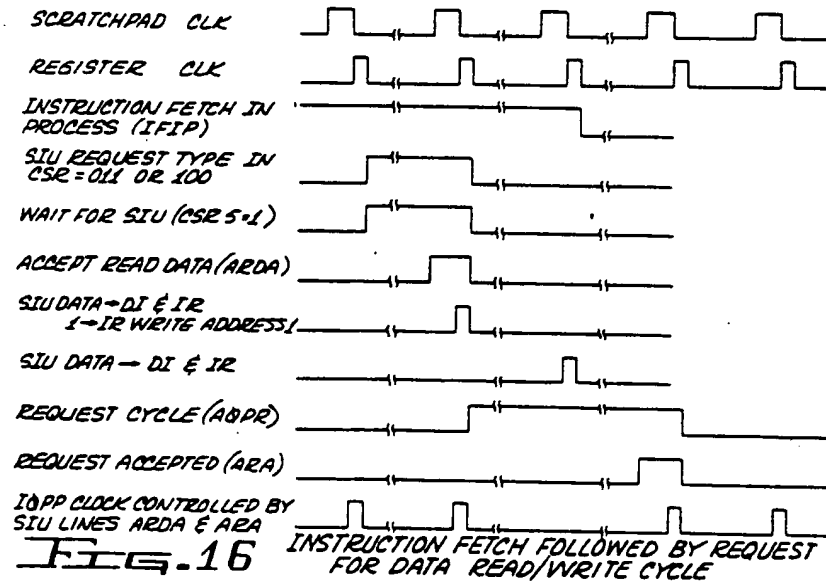 SCRATCHPAD CLK
REGISTER CLK
INSTRUCTION FETCH IN
PROCESS (IFIP)
SIU REQUEST TYPE IN
CSR = 011 OR 100
WAIT FOR SIU (CSR 5=1)
ACCEPT READ DATA (ARDA)
SIU DATA→DI & IR
1→IR WRITE ADDRESS1
SIU DATA → DI & IR
REQUEST CYCLE (AOPR)
REQUEST ACCEPTED (ARA)
IOPP CLOCK CONTROLLED BY
SIU LINES ARDA & ARA
FIG.16
INSTRUCTION FETCH FOLLOWED BY REQUEST
FOR DATA READ/WRITE CYCLE